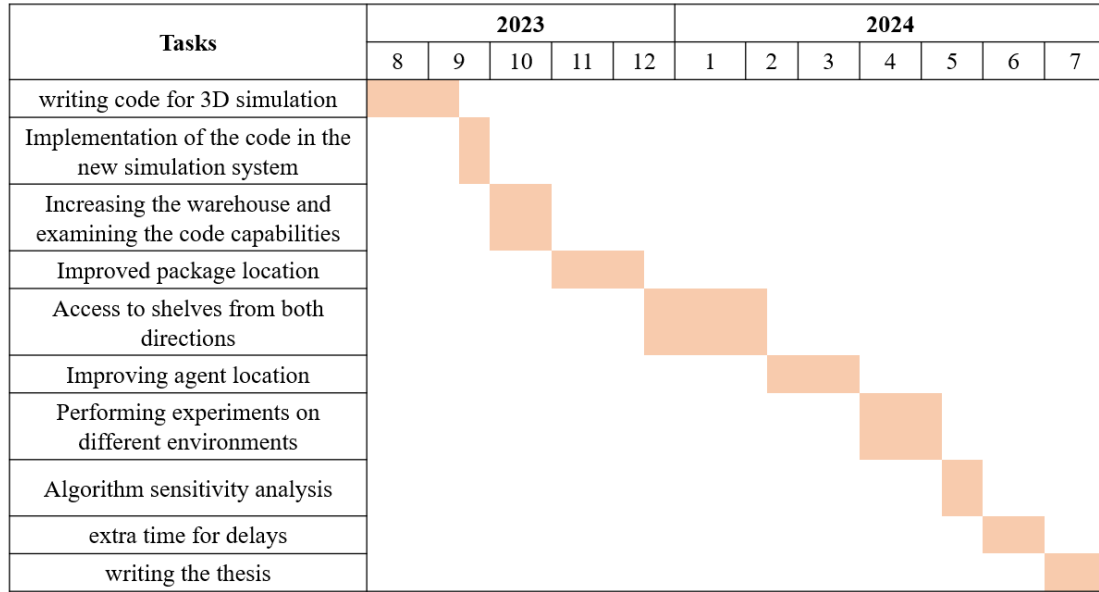 Tasks
2023
2024
8 9 10 11 12 1 2 3 4 5 6 7
writing code for 3D simulation
Implementation of the code in the
new simulation system
Increasing the warehouse and
examining the code capabilities
Improved package location
Access to shelves from both
directions
Improving agent location
Performing experiments on
different environments
Algorithm sensitivity analysis
extra time for delays
writing the thesis